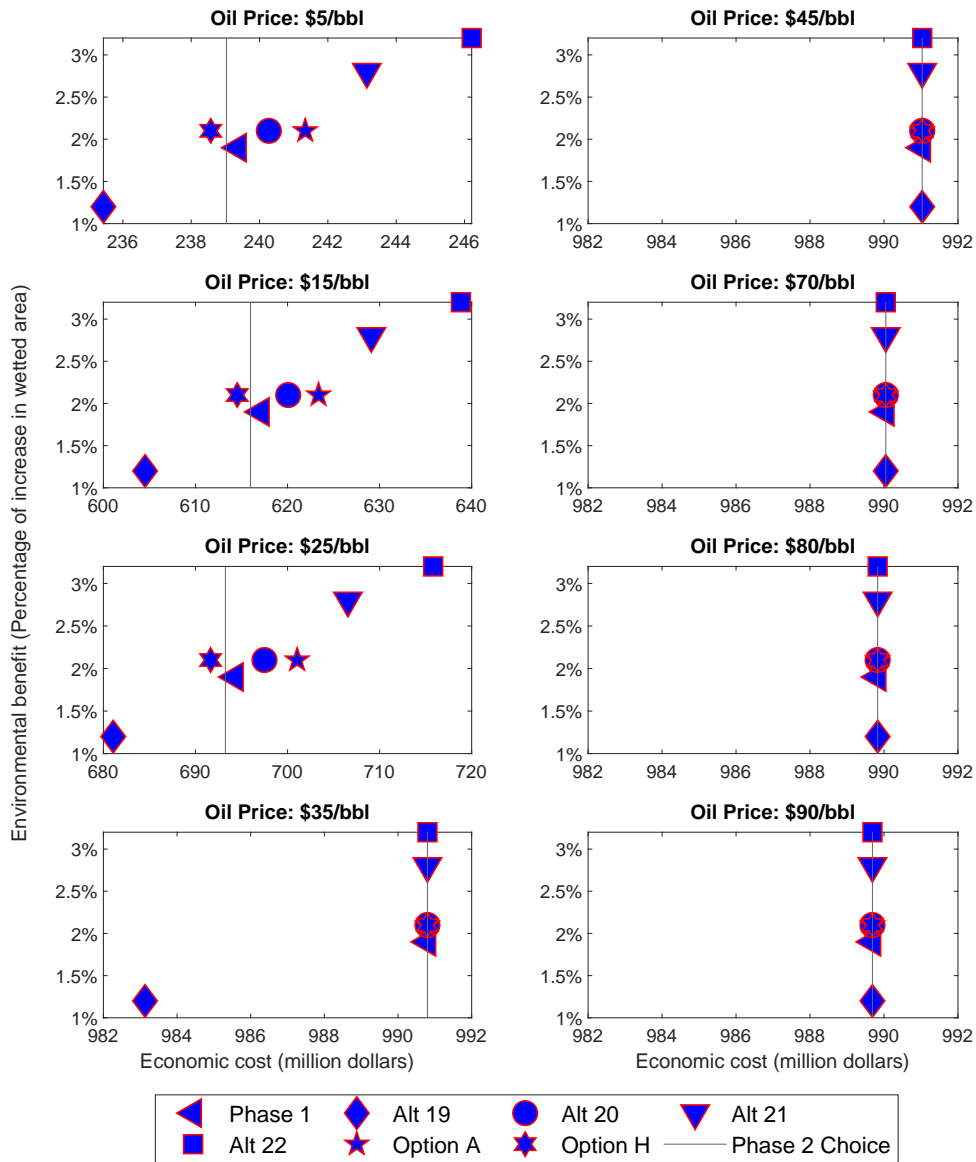 Oil Price: $5/bbl
3%
2.5%
2%
1.5%
1%
236 238 240 242 244 246
Oil Price: $45/bbl
3%
2.5%
2%
1.5%
1%
982 984 986 988 990 992
Oil Price: $15/bbl
3%
2.5%
2%
1.5%
1%
600 610 620 630 640
Oil Price: $70/bbl
3%
2.5%
2%
1.5%
1%
982 984 986 988 990 992
Oil Price: $25/bbl
3%
2.5%
2%
1.5%
1%
680 690 700 710 720
Oil Price: $80/bbl
3%
2.5%
2%
1.5%
1%
982 984 986 988 990 992
Oil Price: $35/bbl
3%
2.5%
2%
1.5%
1%
982 984 986 988 990 992
Economic cost (million dollars)
Oil Price: $90/bbl
3%
2.5%
2%
1.5%
1%
982 984 986 988 990 992
Economic cost (million dollars)
Environmental benefit (Percentage of increase in wetted area)
Phase 1 Alt 19 Alt 20 Alt 21
Alt 22 Option A Option H Phase 2 Choice